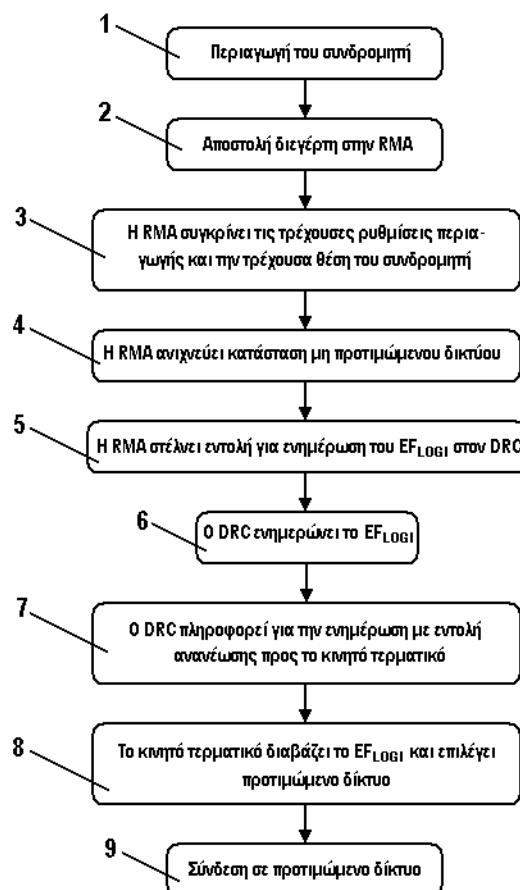 1
Περιαγωγή του συνδρομητή
2
Αποστολή διεγέρτη στην RMA
3
Η RMA συγκρίνει τις τρέχουσες ρυθμίσεις περια-
γωγής και την τρέχουσα θέση του συνδρομητή
4
Η RMA ανιχνεύει κατάσταση μη προτιμώμενου δικτύου
5
Η RMA στέλνει εντολή για ενημέρωση του EFLOGI στον DRC
6
Ο DRC ενημερώνει το EFLOGI
7
Ο DRC πληροφορεί για την ενημέρωση με εντολή
ανανέωσης προς το κινητό τερματικό
8
Το κινητό τερματικό διαβάζει το EFLOGI και επιλέγει
προτιμώμενο δίκτυο
9
Σύνδεση σε προτιμώμενο δίκτυο